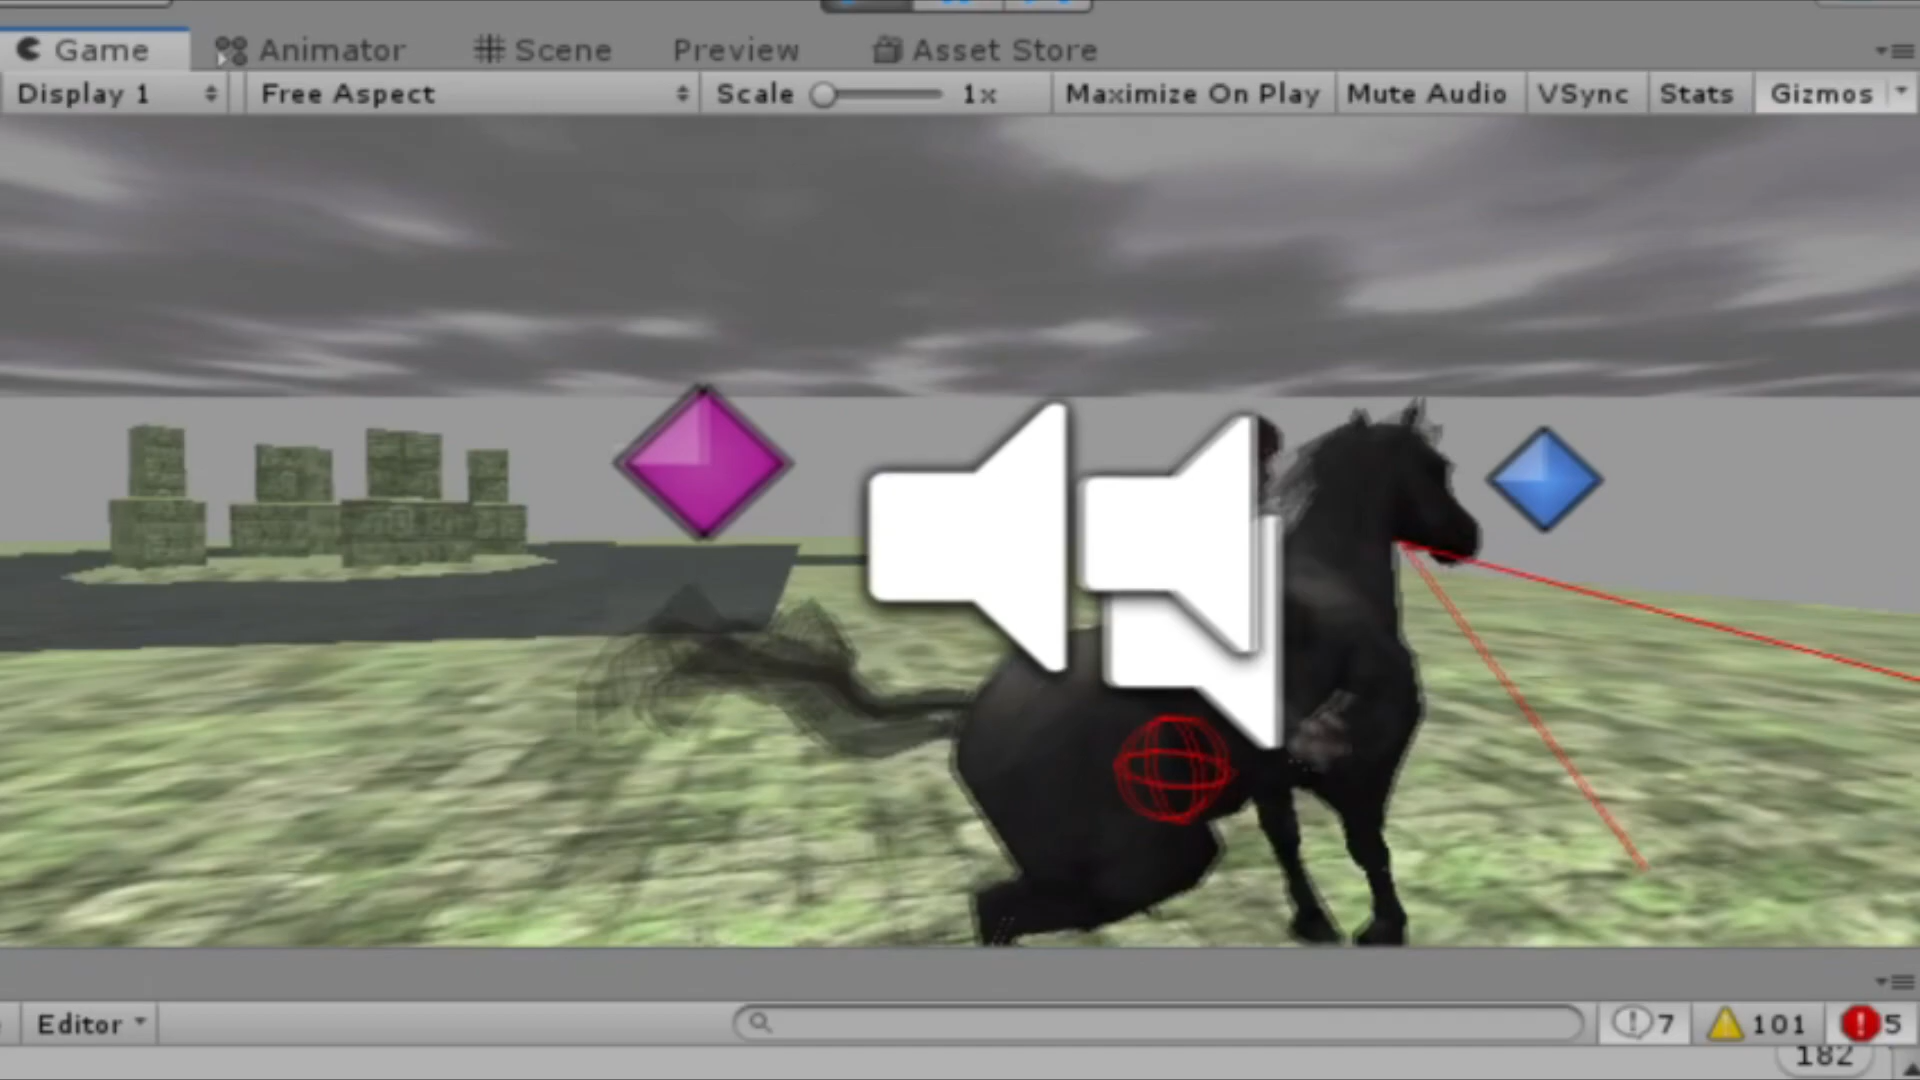 Game Animator Scene Preview Asset Store
Display 1 Free Aspect Scale 1x Maximize On Play Mute Audio VSync Stats Gizmos
Editor 7 101 5
182